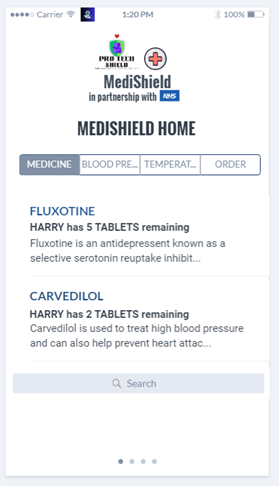 Carrier 1:20 PM 100%
PRO TECH
SHIELD
MediShield
in partnership with NHS
MEDISHIELD HOME
MEDICINE BLOOD PRE... TEMPERAT... ORDER
FLUXOTINE
HARRY has 5 TABLETS remaining
Fluxotine is an antidepressent known as a
selective serotonin reuptake inhibit...
CARVEDILOL
HARRY has 2 TABLETS remaining
Carvedilol is used to treat high blood pressure
and can also help prevent heart attac...
Search